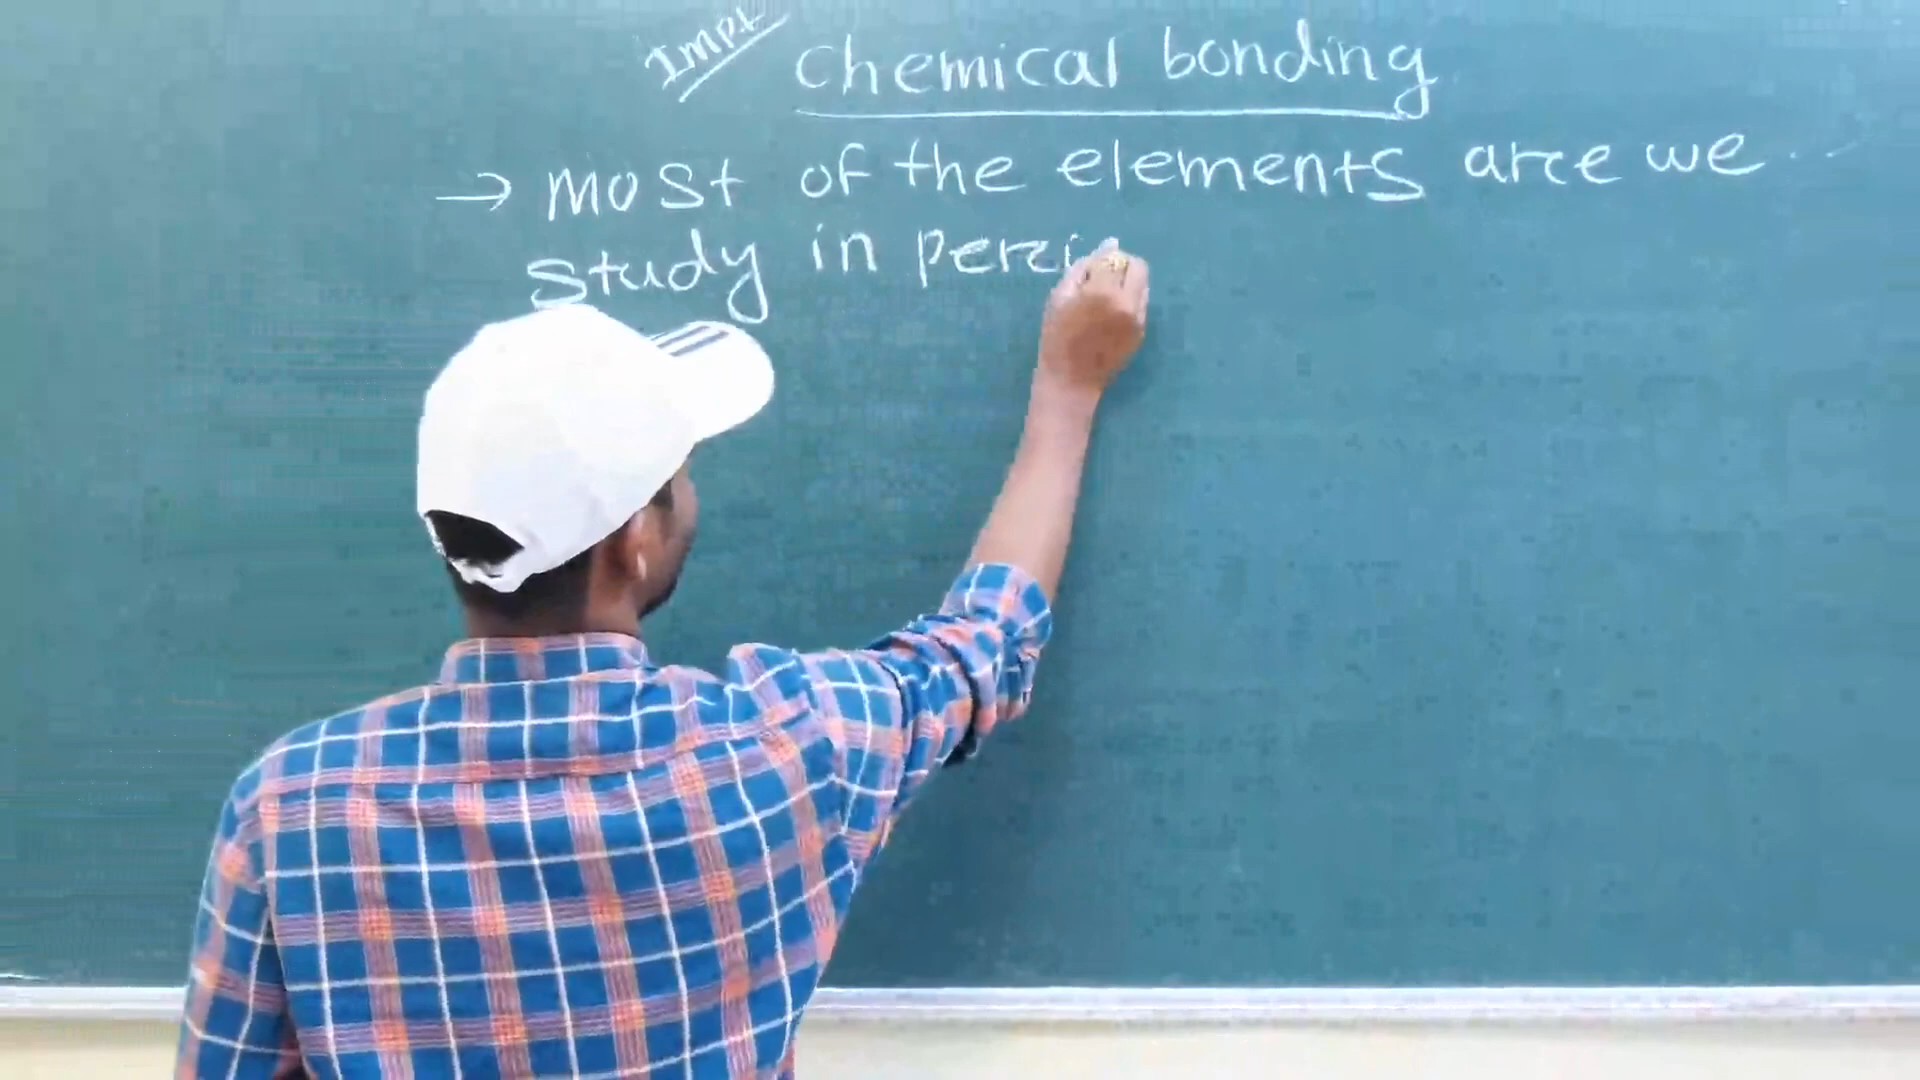 Impt
chemical bonding
→ Most of the elements are we ..
study in peri